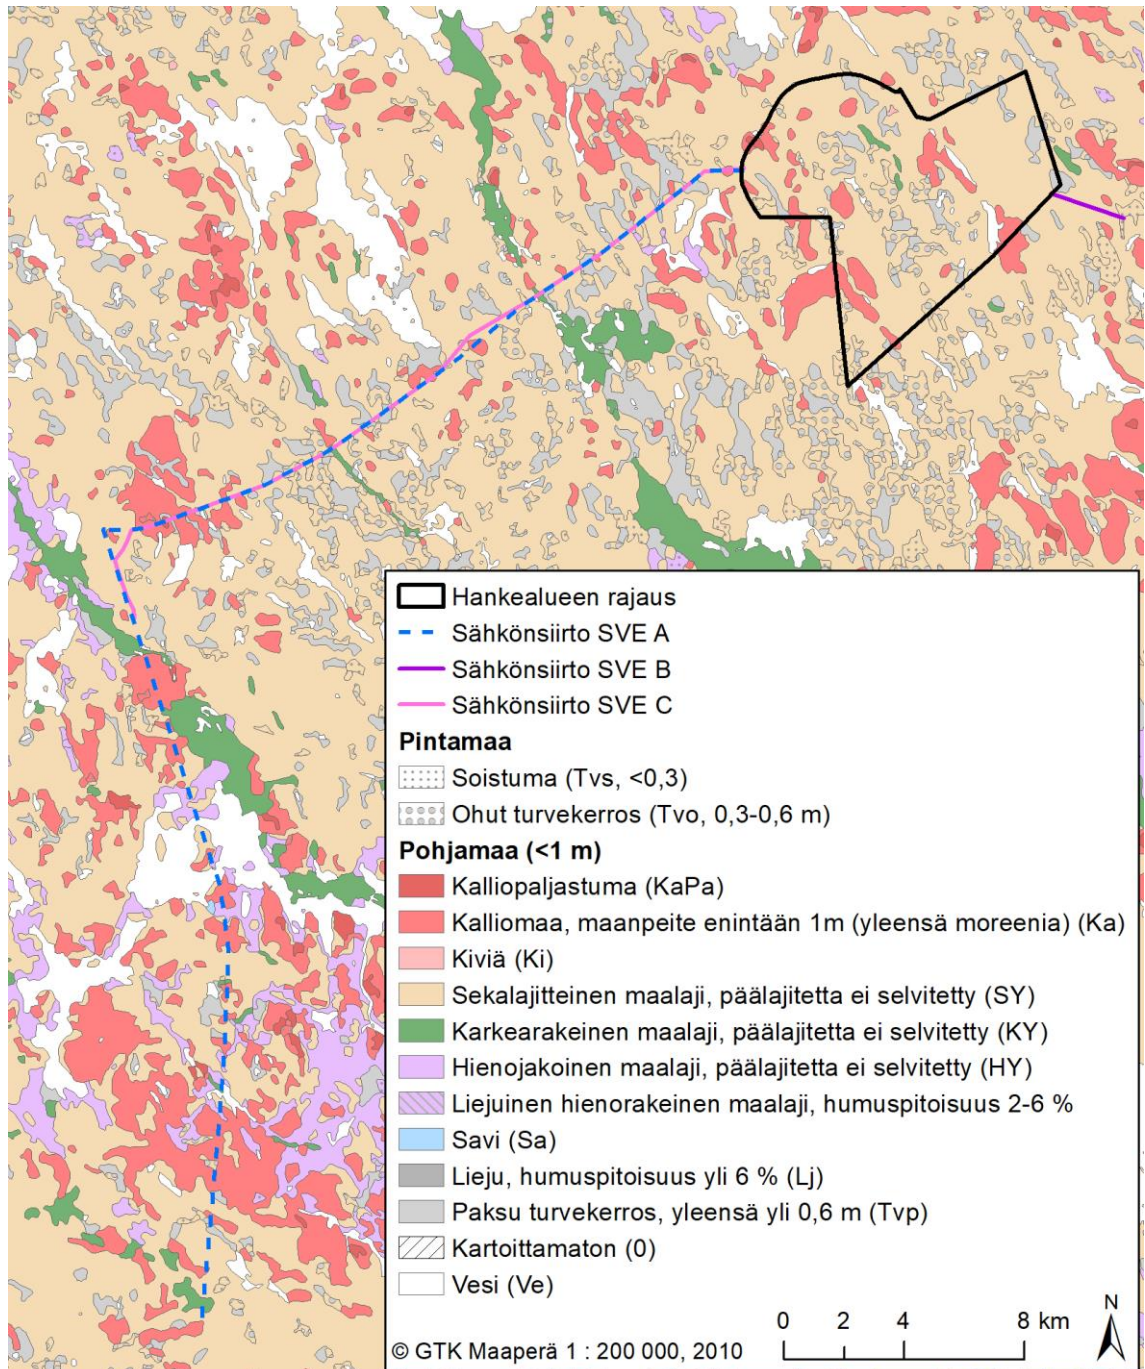 Hankealueen rajaus
Sähkönsiirto SVE A
Sähkönsiirto SVE B
Sähkönsiirto SVE C
Pintamaa
Soistuma (Tvs, <0,3)
Ohut turvekerros (Tvo, 0,3-0,6 m)
Pohjamaa (<1 m)
Kalliopaljastuma (KaPa)
Kalliomaa, maanpeite enintään 1m (yleensä moreenia) (Ka)
Kiviä (Ki)
Sekalajitteinen maalaji, päälajitetta ei selvitetty (SY)
Karkearakeinen maalaji, päälajitetta ei selvitetty (KY)
Hienojakoinen maalaji, päälajitetta ei selvitetty (HY)
Liejuinen hienorakeinen maalaji, humuspitoisuus 2-6 %
Savi (Sa)
Lieju, humuspitoisuus yli 6 % (Lj)
Paksu turvekerros, yleensä yli 0,6 m (Tvp)
Kartoittamaton (0)
Vesi (Ve)
0 2 4 8 km
N
© GTK Maaperä 1 : 200 000, 2010